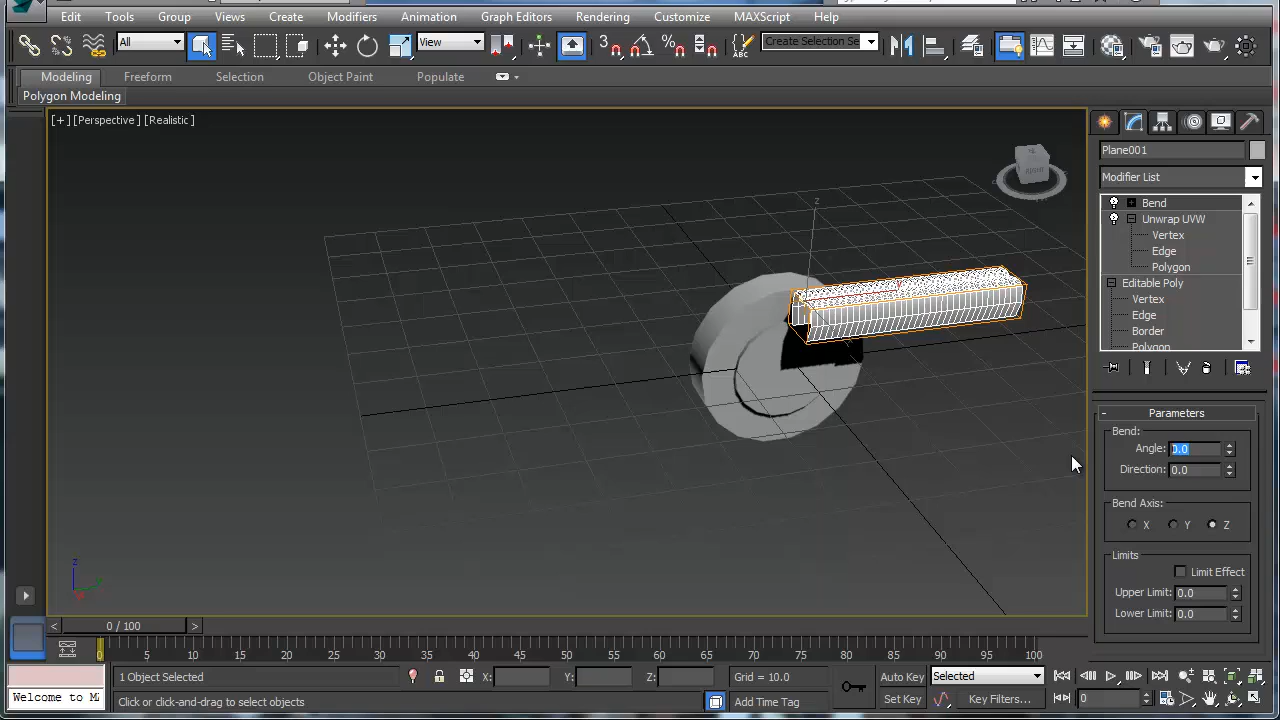 Edit Tools Group Views Create Modifiers Animation Graph Editors Rendering Customize MAXScript Help
All View 3 Create Selection Se
Modeling Freeform Selection Object Paint Populate
Polygon Modeling
[+] [Perspective] [Realistic]
RIGHT
z
Plane001
Modifier List
Bend
Unwrap UVW
Vertex
Edge
Polygon
Editable Poly
Vertex
Edge
Border
Polygon
- Parameters
Bend:
Angle: 0.0
Direction: 0.0
Bend Axis:
X Y Z
Limits
Limit Effect
Upper Limit: 0.0
Lower Limit: 0.0
z
< 0 / 100 >
0 5 10 15 20 25 30 35 40 45 50 55 60 65 70 75 80 85 90 95 100
1 Object Selected X: Y: Z: Grid = 10.0 Auto Key Selected
Welcome to MA Click or click-and-drag to select objects Add Time Tag Set Key Key Filters... 0